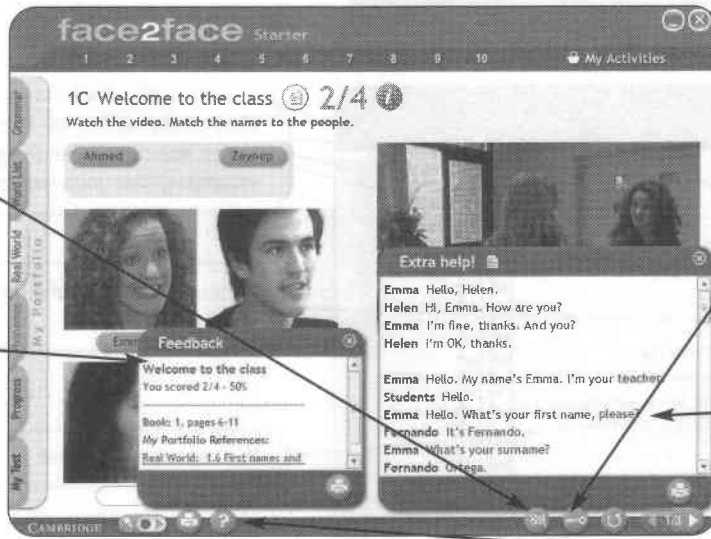 face2face Starter
1 2 3 4 5 6 7 8 9 10 My Activities
1C Welcome to the class 2/4 i
Watch the video. Match the names to the people.
Ahmed Zeynep
Grammar
Word List
Real World
My Portfolio
Progress
My Test
Feedback
Welcome to the class
You scored 2/4 - 50%
Book: 1, pages 6-11
My Portfolio References:
Real World: 1.6 First names and
Extra help!
Emma Hello, Helen.
Helen Hi, Emma. How are you?
Emma I'm fine, thanks. And you?
Helen I'm OK, thanks.
Emma Hello. My name's Emma. I'm your teacher.
Students Hello.
Emma Hello. What's your first name, please?
Fernando It's Fernando.
Emma What's your surname?
Fernando Ortega.
CAMBRIDGE ? 1/3